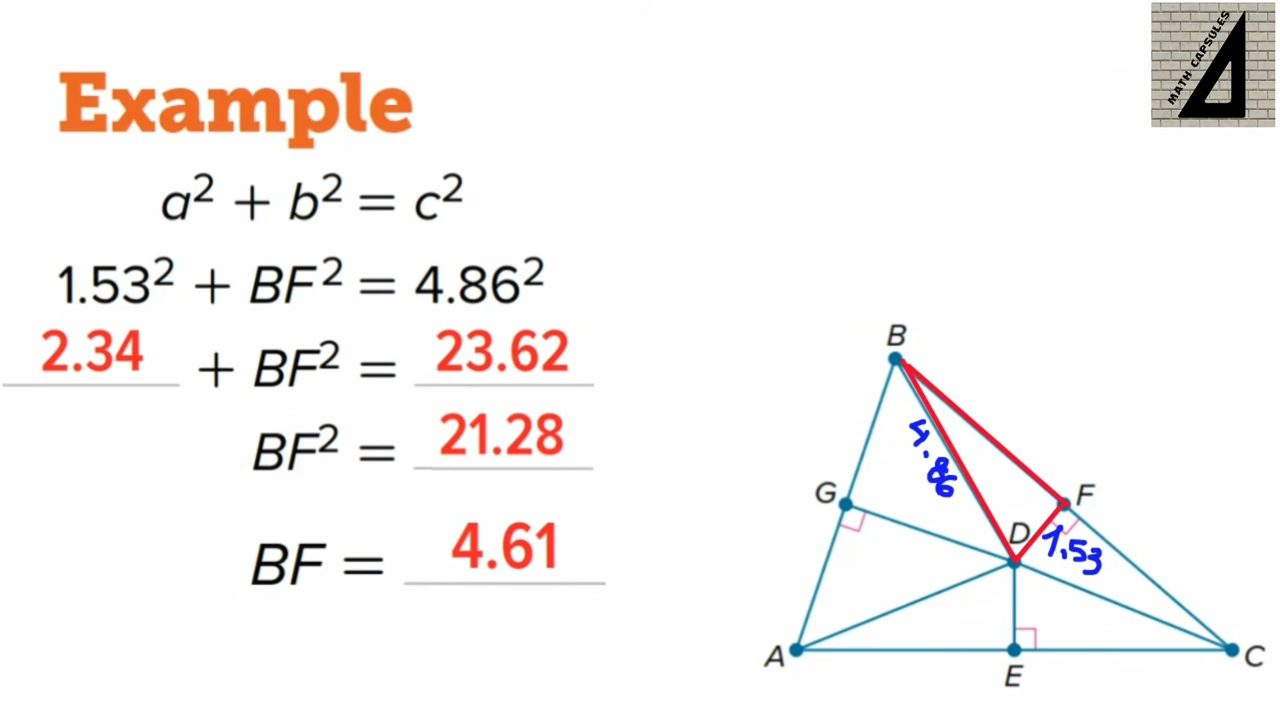 MATH CAPSULES
Example
a² + b² = c²
1.53² + BF² = 4.86²
2.34 + BF² = 23.62
BF² = 21.28
BF = 4.61
B
4.86
G
F
D
1.53
A
E
C